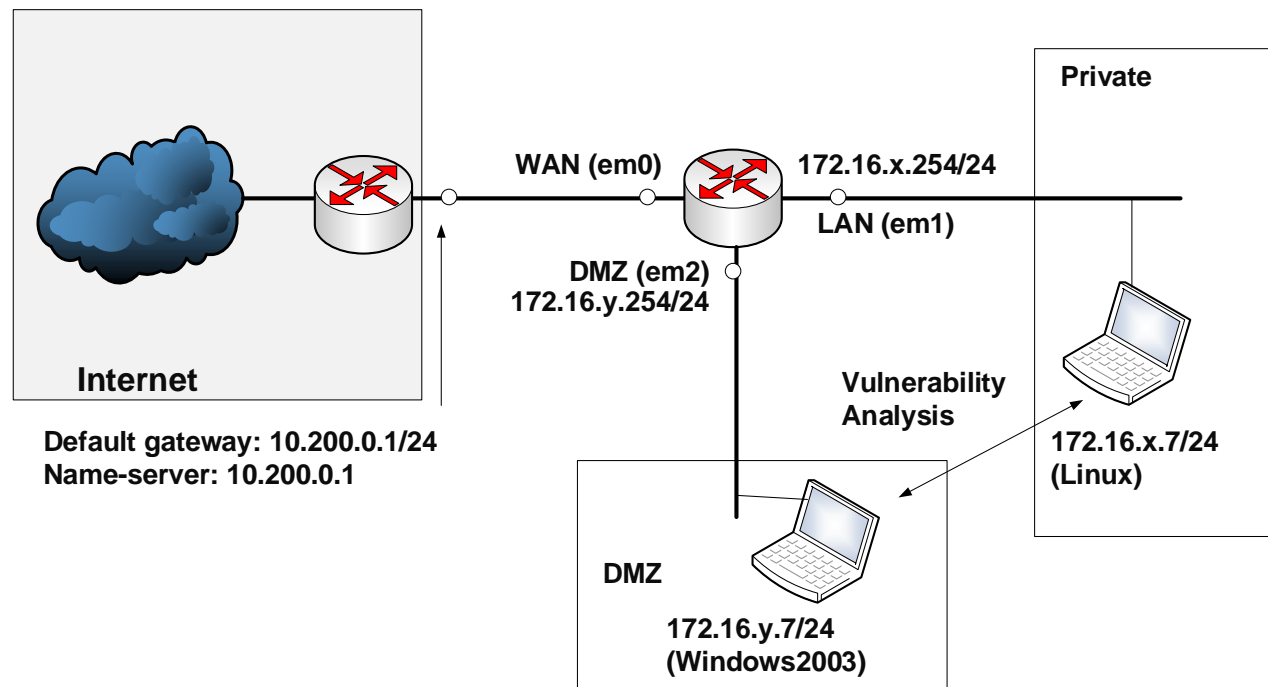 Private
WAN (em0)
172.16.x.254/24
LAN (em1)
DMZ (em2)
172.16.y.254/24
Internet
Vulnerability
Analysis
Default gateway: 10.200.0.1/24
Name-server: 10.200.0.1
172.16.x.7/24
(Linux)
DMZ
172.16.y.7/24
(Windows2003)